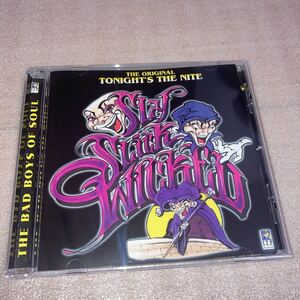 THE ORIGINAL
TONIGHT'S THE NITE
Sly
Slick
Wicked
THE BAD BOYS OF SOUL